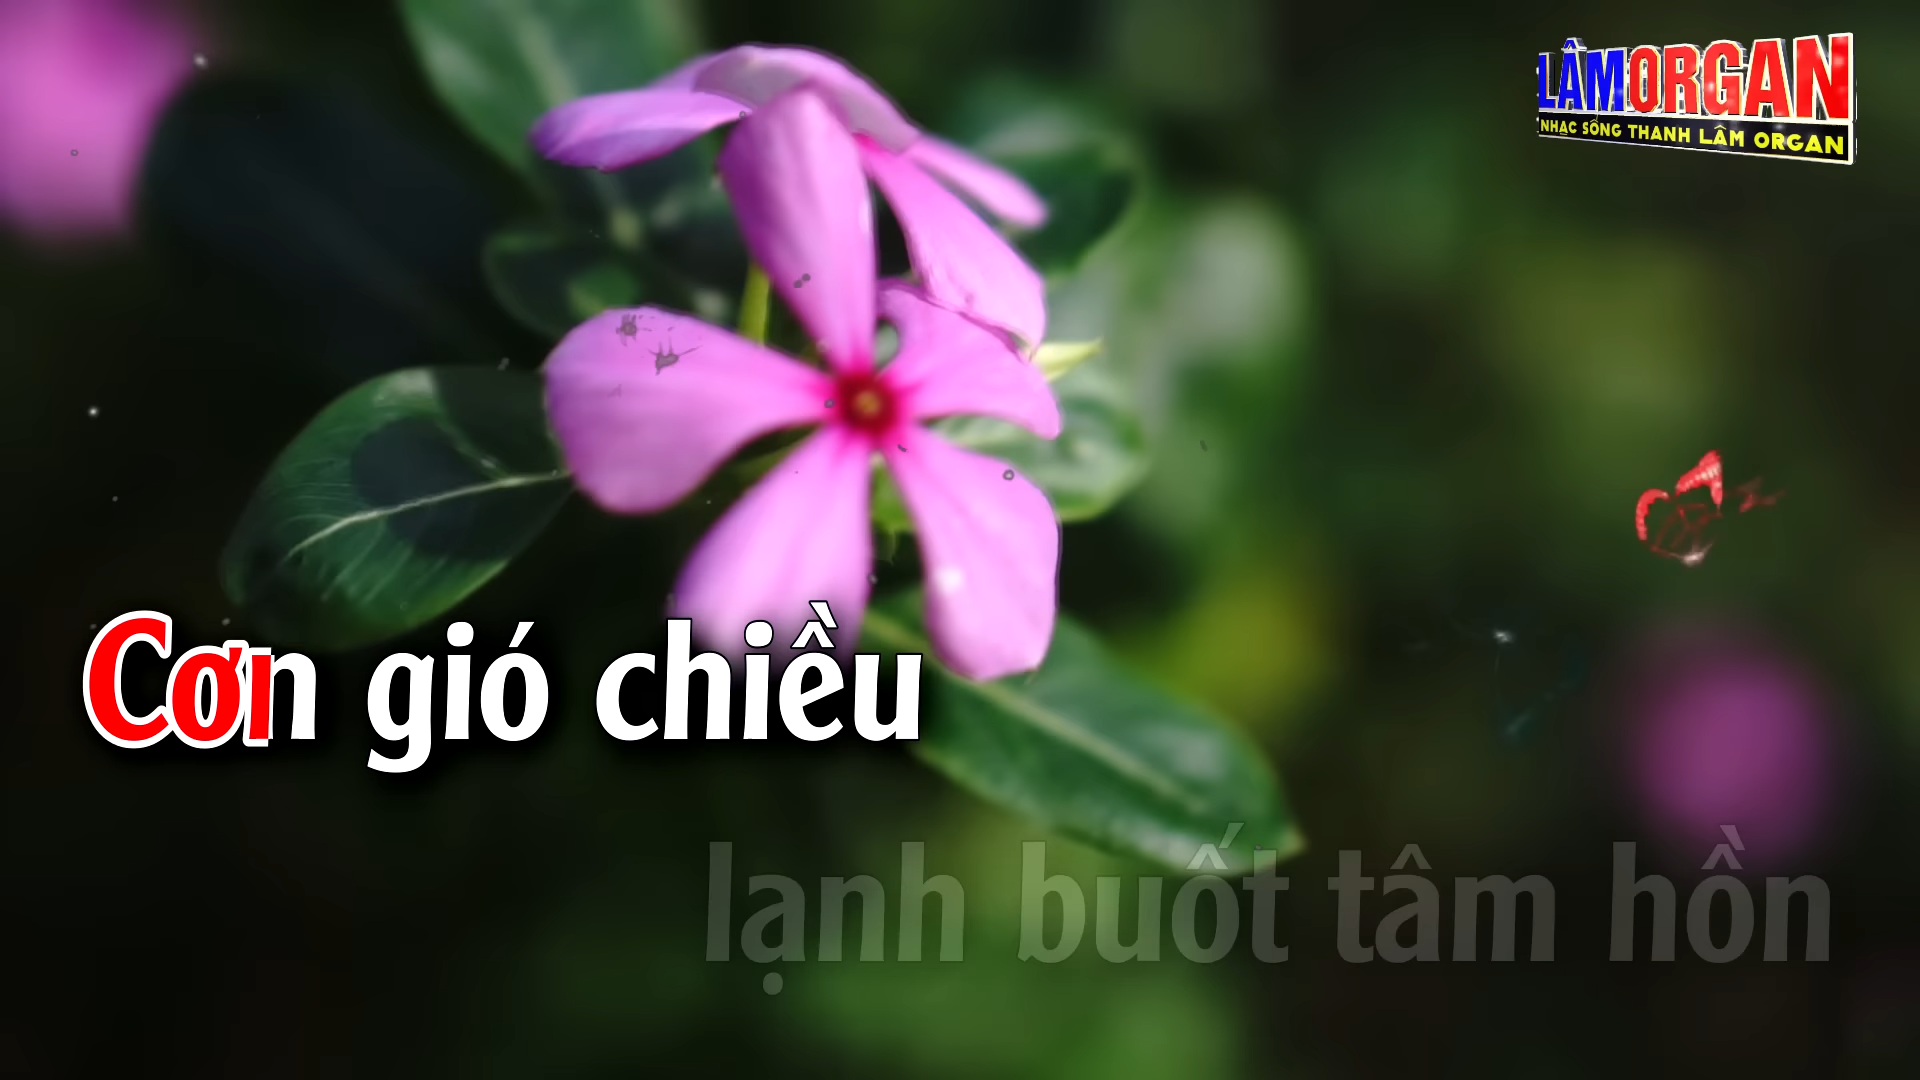 LÂMORGAN
NHẠC SỐNG THANH LÂM ORGAN
Cơn gió chiều
lạnh buốt tâm hồn